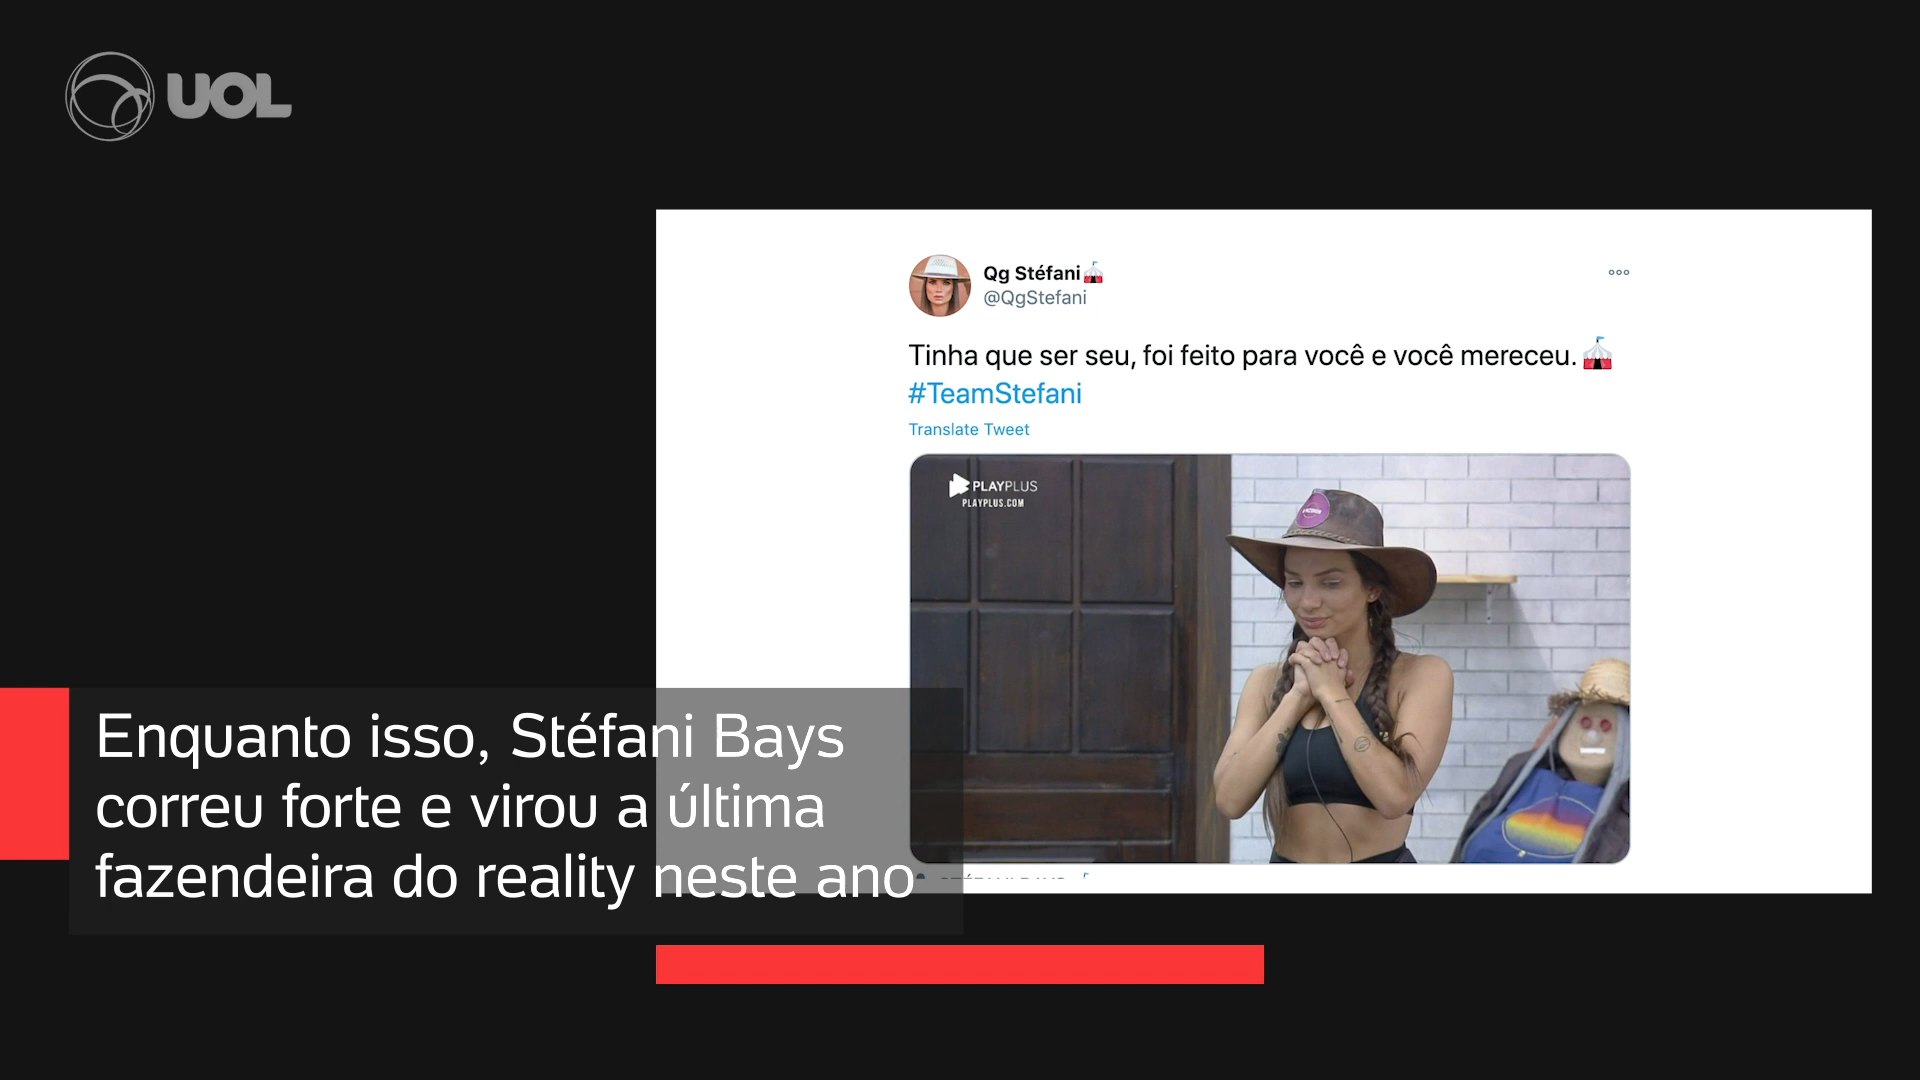 UOL
Qg Stéfani
@QgStefani
Tinha que ser seu, foi feito para você e você mereceu.
#TeamStefani
Translate Tweet
PLAYPLUS
PLAYPLUS.COM
Enquanto isso, Stéfani Bays
correu forte e virou a última
fazendeira do reality neste ano